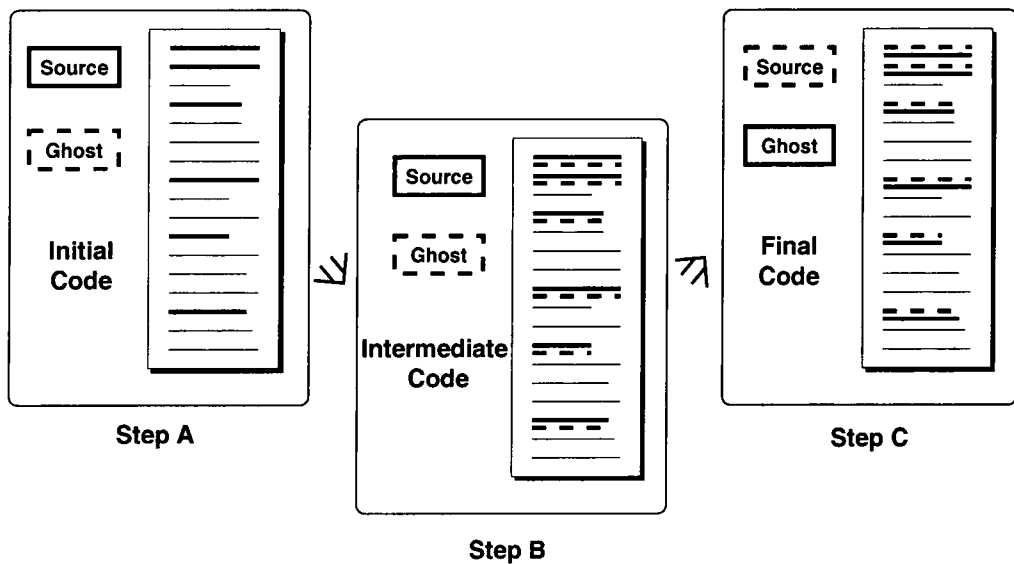 Source
Ghost
Initial
Code
Step A
Source
Ghost
Intermediate
Code
Step B
Source
Ghost
Final
Code
Step C